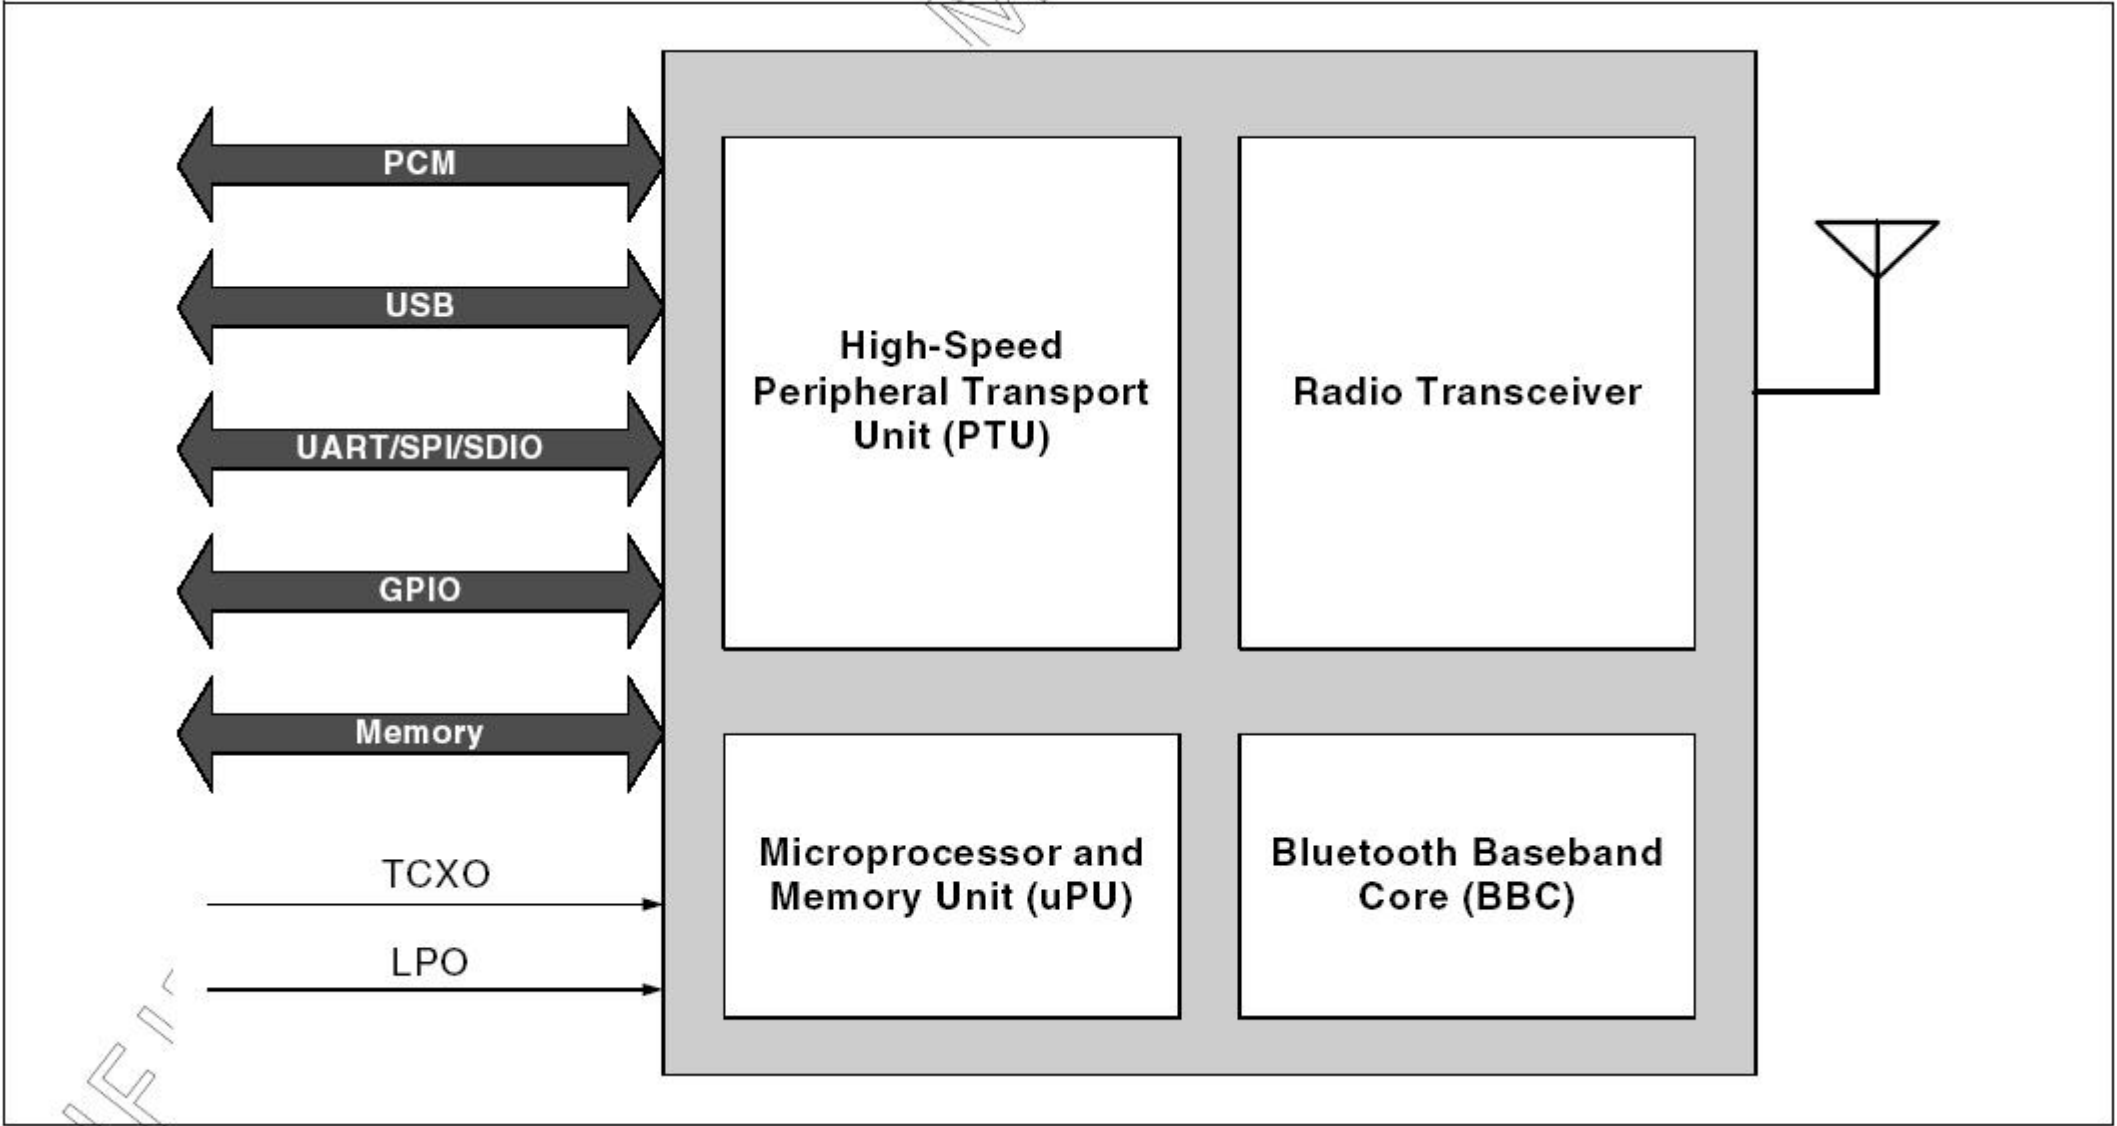 PCM
USB
UART/SPI/SDIO
GPIO
Memory
TCXO
LPO
High-Speed
Peripheral Transport
Unit (PTU)
Radio Transceiver
Microprocessor and
Memory Unit (uPU)
Bluetooth Baseband
Core (BBC)